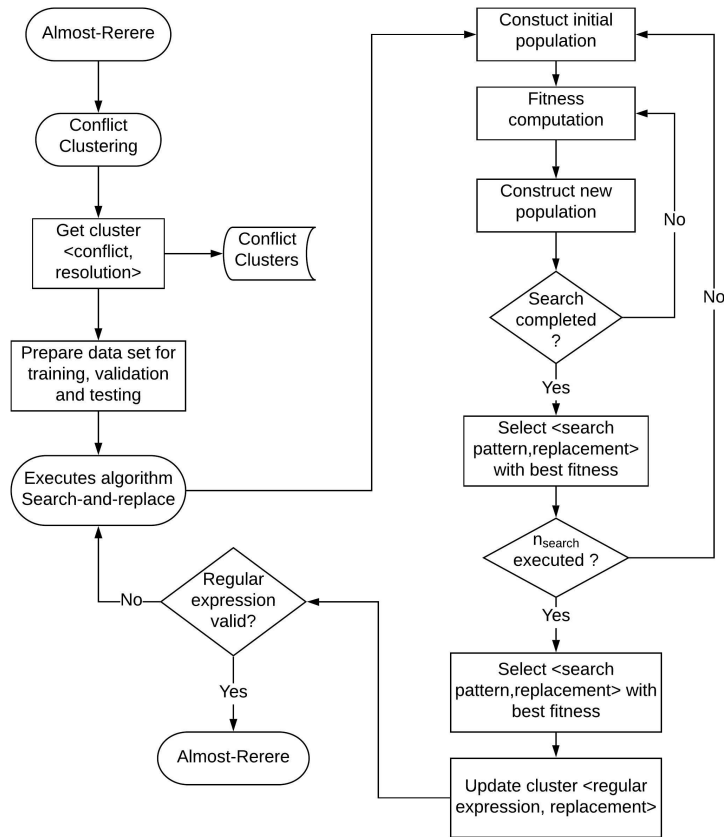 Almost-Rerere
Conflict
Clustering
Get cluster
<conflict,
resolution>
Conflict
Clusters
Prepare data set for
training, validation
and testing
Executes algorithm
Search-and-replace
Constuct initial
population
Fitness
computation
Construct new
population
No
Search
completed
?
No
Yes
Select <search
pattern,replacement>
with best fitness
nsearch
executed ?
Yes
Select <search
pattern,replacement> with
best fitness
Update cluster <regular
expression, replacement>
Regular
expression
valid?
No
Yes
Almost-Rerere